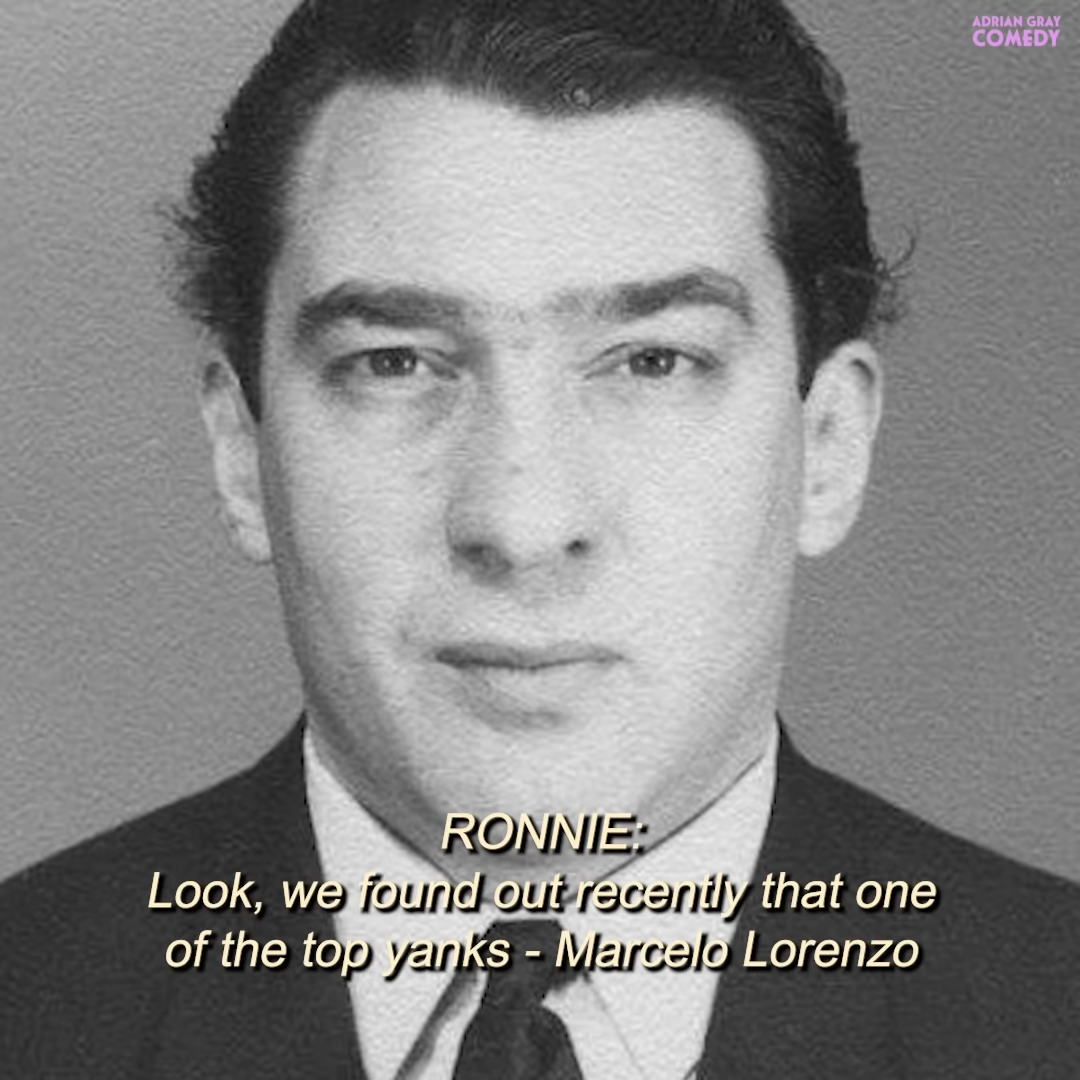 ADRIAN GRAY
COMEDY
RONNIE:
Look, we found out recently that one
of the top yanks - Marcelo Lorenzo